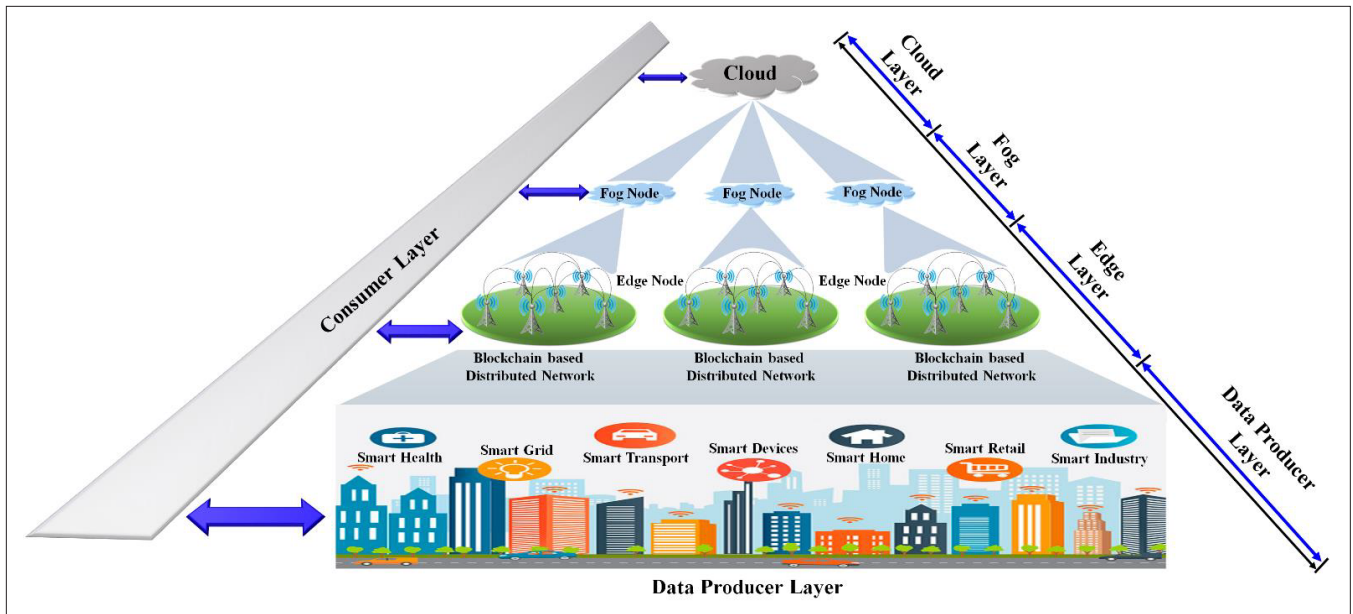 Cloud
Cloud
Layer
Fog
Layer
Fog Node
Fog Node
Fog Node
Consumer Layer
Edge Node
Edge Node
Edge
Layer
Blockchain based
Distributed Network
Blockchain based
Distributed Network
Blockchain based
Distributed Network
Data Producer
Layer
Smart Health
Smart Grid
Smart Transport
Smart Devices
Smart Home
Smart Retail
Smart Industry
Data Producer Layer